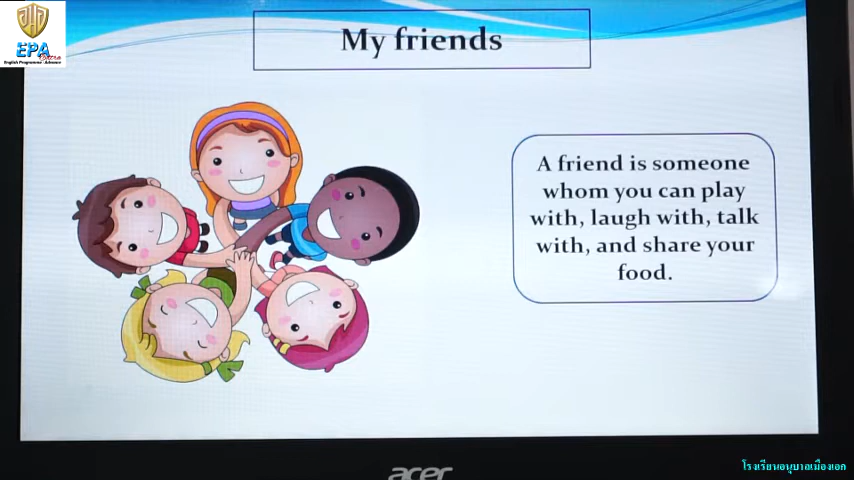 EPA
Extra
English Programme : Advance
My friends
A friend is someone
whom you can play
with, laugh with, talk
with, and share your
food.
acer
โรงเรียนอนุบาลเมืองเอก